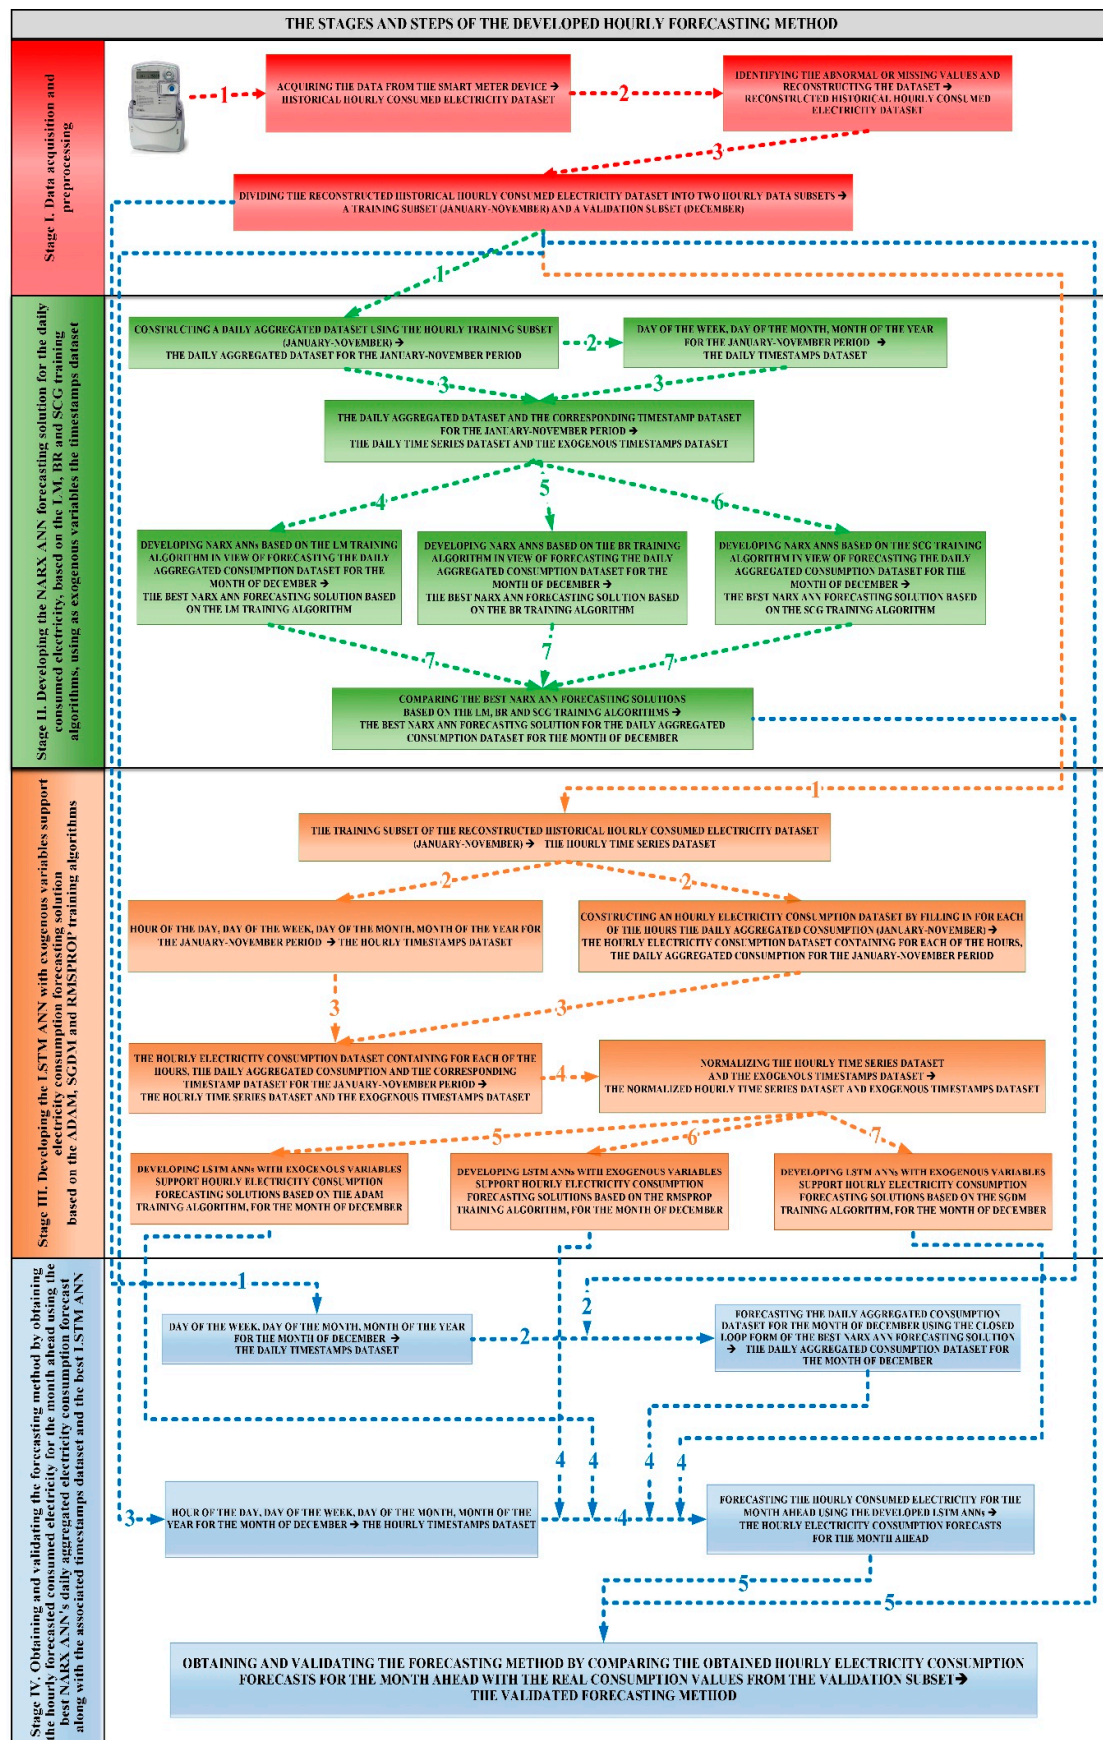 THE STAGES AND STEPS OF THE DEVELOPED HOURLY FORECASTING METHOD
Stage I. Data acquisition and
preprocessing
1
ACQUIRING THE DATA FROM THE SMART METER DEVICE →
HISTORICAL HOURLY CONSUMED ELECTRICITY DATASET
2
IDENTIFYING THE ABNORMAL OR MISSING VALUES AND
RECONSTRUCTING THE DATASET →
RECONSTRUCTED HISTORICAL HOURLY CONSUMED
ELECTRICITY DATASET
3
DIVIDING THE RECONSTRUCTED HISTORICAL HOURLY CONSUMED ELECTRICITY DATASET INTO TWO HOURLY DATA SUBSETS →
A TRAINING SUBSET (JANUARY-NOVEMBER) AND A VALIDATION SUBSET (DECEMBER)
Stage II. Developing the NARX ANN forecasting solution for the daily
consumed electricity, based on the LM, BR and SCG training
algorithms, using as exogenous variables the timestamps dataset
1
CONSTRUCTING A DAILY AGGREGATED DATASET USING THE HOURLY TRAINING SUBSET
(JANUARY-NOVEMBER) →
THE DAILY AGGREGATED DATASET FOR THE JANUARY-NOVEMBER PERIOD
2
DAY OF THE WEEK, DAY OF THE MONTH, MONTH OF THE YEAR
FOR THE JANUARY-NOVEMBER PERIOD →
THE DAILY TIMESTAMPS DATASET
3
3
THE DAILY AGGREGATED DATASET AND THE CORRESPONDING TIMESTAMP DATASET
FOR THE JANUARY-NOVEMBER PERIOD →
THE DAILY TIME SERIES DATASET AND THE EXOGENOUS TIMESTAMPS DATASET
4
5
6
DEVELOPING NARX ANNS BASED ON THE LM TRAINING
ALGORITHM IN VIEW OF FORECASTING THE DAILY
AGGREGATED CONSUMPTION DATASET FOR THE
MONTH OF DECEMBER →
THE BEST NARX ANN FORECASTING SOLUTION BASED
ON THE LM TRAINING ALGORITHM
DEVELOPING NARX ANNS BASED ON THE BR TRAINING
ALGORITHM IN VIEW OF FORECASTING THE DAILY
AGGREGATED CONSUMPTION DATASET FOR THE
MONTH OF DECEMBER →
THE BEST NARX ANN FORECASTING SOLUTION BASED
ON THE BR TRAINING ALGORITHM
DEVELOPING NARX ANNS BASED ON THE SCG TRAINING
ALGORITHM IN VIEW OF FORECASTING THE DAILY
AGGREGATED CONSUMPTION DATASET FOR THE
MONTH OF DECEMBER →
THE BEST NARX ANN FORECASTING SOLUTION BASED
ON THE SCG TRAINING ALGORITHM
7
7
7
COMPARING THE BEST NARX ANN FORECASTING SOLUTIONS
BASED ON THE LM, BR AND SCG TRAINING ALGORITHMS →
THE BEST NARX ANN FORECASTING SOLUTION FOR THE DAILY AGGREGATED
CONSUMPTION DATASET FOR THE MONTH OF DECEMBER
Stage III. Developing the LSTM ANN with exogenous variables support
electricity consumption forecasting solution
based on the ADAM, SGDM and RMSPROP training algorithms
1
THE TRAINING SUBSET OF THE RECONSTRUCTED HISTORICAL HOURLY CONSUMED ELECTRICITY DATASET
(JANUARY-NOVEMBER) → THE HOURLY TIME SERIES DATASET
2
2
HOUR OF THE DAY, DAY OF THE WEEK, DAY OF THE MONTH, MONTH OF THE YEAR FOR
THE JANUARY-NOVEMBER PERIOD → THE HOURLY TIMESTAMPS DATASET
CONSTRUCTING AN HOURLY ELECTRICITY CONSUMPTION DATASET BY FILLING IN FOR EACH
OF THE HOURS THE DAILY AGGREGATED CONSUMPTION (JANUARY-NOVEMBER) →
THE HOURLY ELECTRICITY CONSUMPTION DATASET CONTAINING FOR EACH OF THE HOURS,
THE DAILY AGGREGATED CONSUMPTION FOR THE JANUARY-NOVEMBER PERIOD
3
3
THE HOURLY ELECTRICITY CONSUMPTION DATASET CONTAINING FOR EACH OF THE
HOURS, THE DAILY AGGREGATED CONSUMPTION AND THE CORRESPONDING
TIMESTAMP DATASET FOR THE JANUARY-NOVEMBER PERIOD →
THE HOURLY TIME SERIES DATASET AND THE EXOGENOUS TIMESTAMPS DATASET
4
NORMALIZING THE HOURLY TIME SERIES DATASET
AND THE EXOGENOUS TIMESTAMPS DATASET →
THE NORMALIZED HOURLY TIME SERIES DATASET AND EXOGENOUS TIMESTAMPS DATASET
5
6
7
DEVELOPING LSTM ANNs WITH EXOGENOUS VARIABLES
SUPPORT HOURLY ELECTRICITY CONSUMPTION
FORECASTING SOLUTIONS BASED ON THE ADAM
TRAINING ALGORITHM, FOR THE MONTH OF DECEMBER
DEVELOPING LSTM ANNs WITH EXOGENOUS VARIABLES
SUPPORT HOURLY ELECTRICITY CONSUMPTION
FORECASTING SOLUTIONS BASED ON THE RMSPROP
TRAINING ALGORITHM, FOR THE MONTH OF DECEMBER
DEVELOPING LSTM ANNs WITH EXOGENOUS VARIABLES
SUPPORT HOURLY ELECTRICITY CONSUMPTION
FORECASTING SOLUTIONS BASED ON THE SGDM
TRAINING ALGORITHM, FOR THE MONTH OF DECEMBER
Stage IV. Obtaining and validating the forecasting method by obtaining
the hourly forecasted consumed electricity for the month ahead using the
best NARX ANN's daily aggregated electricity consumption forecast
along with the associated timestamps dataset and the best LSTM ANN
1
DAY OF THE WEEK, DAY OF THE MONTH, MONTH OF THE YEAR
FOR THE MONTH OF DECEMBER →
THE DAILY TIMESTAMPS DATASET
2
2
FORECASTING THE DAILY AGGREGATED CONSUMPTION
DATASET FOR THE MONTH OF DECEMBER USING THE CLOSED
LOOP FORM OF THE BEST NARX ANN FORECASTING SOLUTION
→ THE DAILY AGGREGATED CONSUMPTION DATASET FOR
THE MONTH OF DECEMBER
4
4
4
4
3
HOUR OF THE DAY, DAY OF THE WEEK, DAY OF THE MONTH, MONTH OF THE
YEAR FOR THE MONTH OF DECEMBER → THE HOURLY TIMESTAMPS DATASET
4
FORECASTING THE HOURLY CONSUMED ELECTRICITY FOR THE
MONTH AHEAD USING THE DEVELOPED LSTM ANNs →
THE HOURLY ELECTRICITY CONSUMPTION FORECASTS
FOR THE MONTH AHEAD
5
5
OBTAINING AND VALIDATING THE FORECASTING METHOD BY COMPARING THE OBTAINED HOURLY ELECTRICITY CONSUMPTION
FORECASTS FOR THE MONTH AHEAD WITH THE REAL CONSUMPTION VALUES FROM THE VALIDATION SUBSET→
THE VALIDATED FORECASTING METHOD